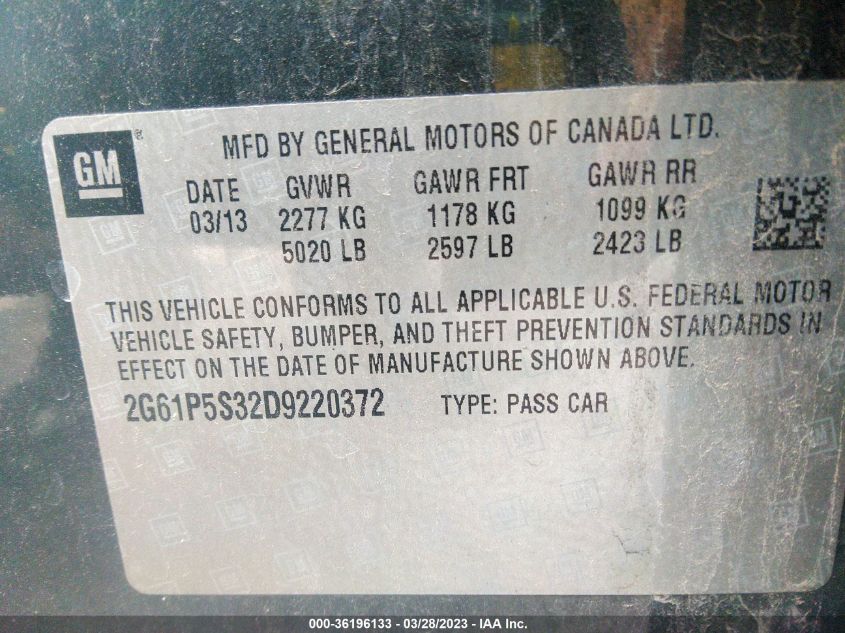 GM ®
MFD BY GENERAL MOTORS OF CANADA LTD.
DATE GVWR GAWR FRT GAWR RR
03/13 2277 KG 1178 KG 1099 KG
5020 LB 2597 LB 2423 LB
THIS VEHICLE CONFORMS TO ALL APPLICABLE U.S. FEDERAL MOTOR
VEHICLE SAFETY, BUMPER, AND THEFT PREVENTION STANDARDS IN
EFFECT ON THE DATE OF MANUFACTURE SHOWN ABOVE.
2G61P5S32D9220372 TYPE: PASS CAR
000-36196133 - 03/28/2023 - IAA Inc.